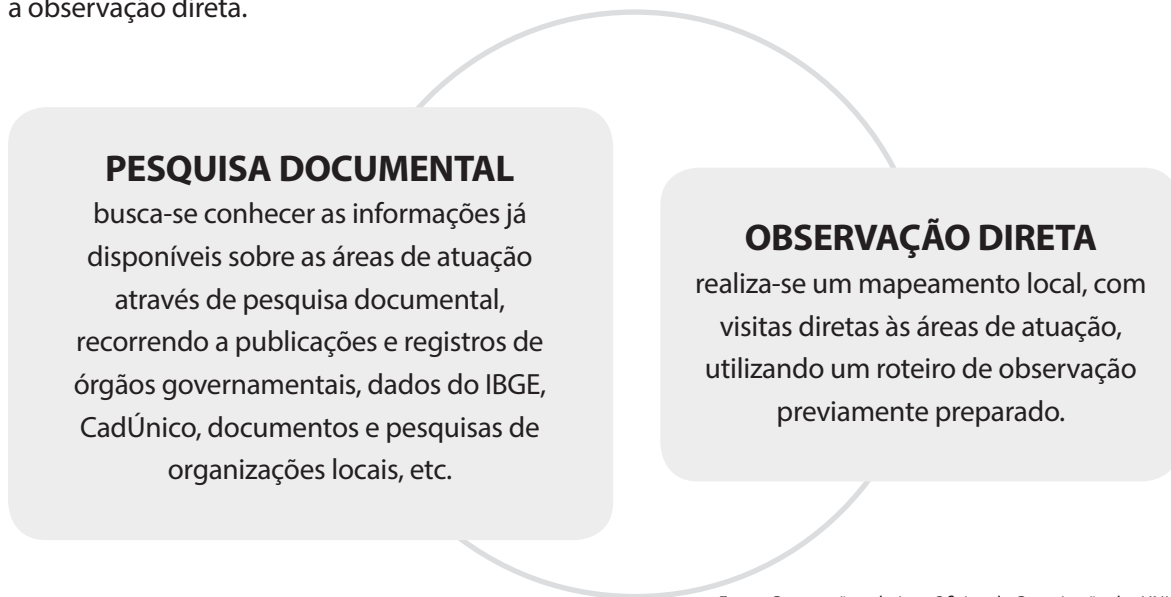 a observação direta.
PESQUISA DOCUMENTAL
busca-se conhecer as informações já
disponíveis sobre as áreas de atuação
através de pesquisa documental,
recorrendo a publicações e registros de
órgãos governamentais, dados do IBGE,
CadÚnico, documentos e pesquisas de
organizações locais, etc.
OBSERVAÇÃO DIRETA
realiza-se um mapeamento local, com
visitas diretas às áreas de atuação,
utilizando um roteiro de observação
previamente preparado.